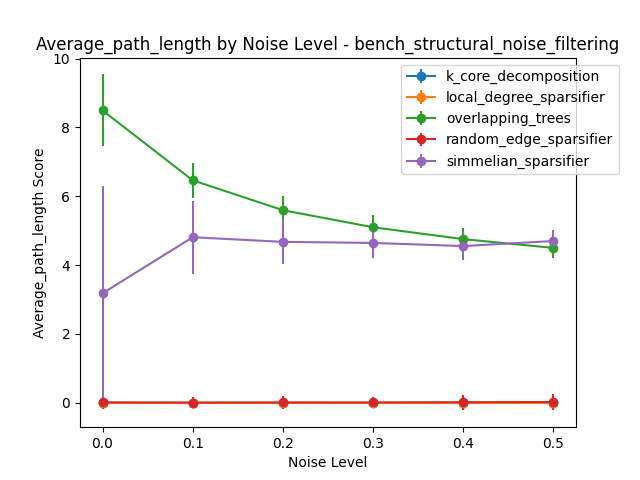 Average_path_length by Noise Level - bench_structural_noise_filtering
k_core_decomposition
local_degree_sparsifier
overlapping_trees
random_edge_sparsifier
simmelian_sparsifier
Average_path_length Score
10
8
6
4
2
0
0.0 0.1 0.2 0.3 0.4 0.5
Noise Level